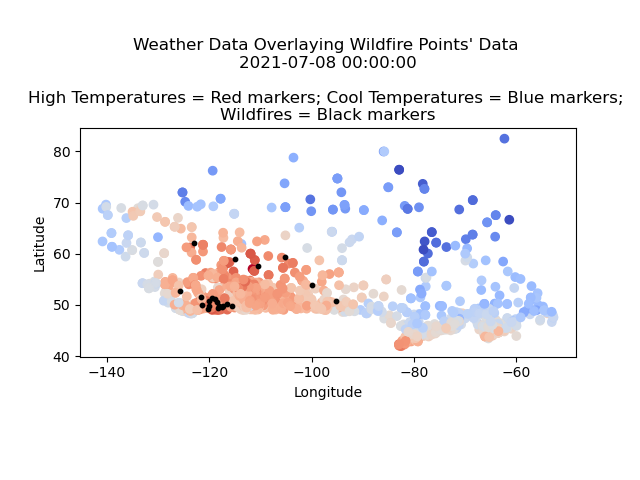 Weather Data Overlaying Wildfire Points' Data
2021-07-08 00:00:00
High Temperatures = Red markers; Cool Temperatures = Blue markers;
Wildfires = Black markers
80
70
60
50
40
Latitude
−140
−120
−100
−80
−60
Longitude